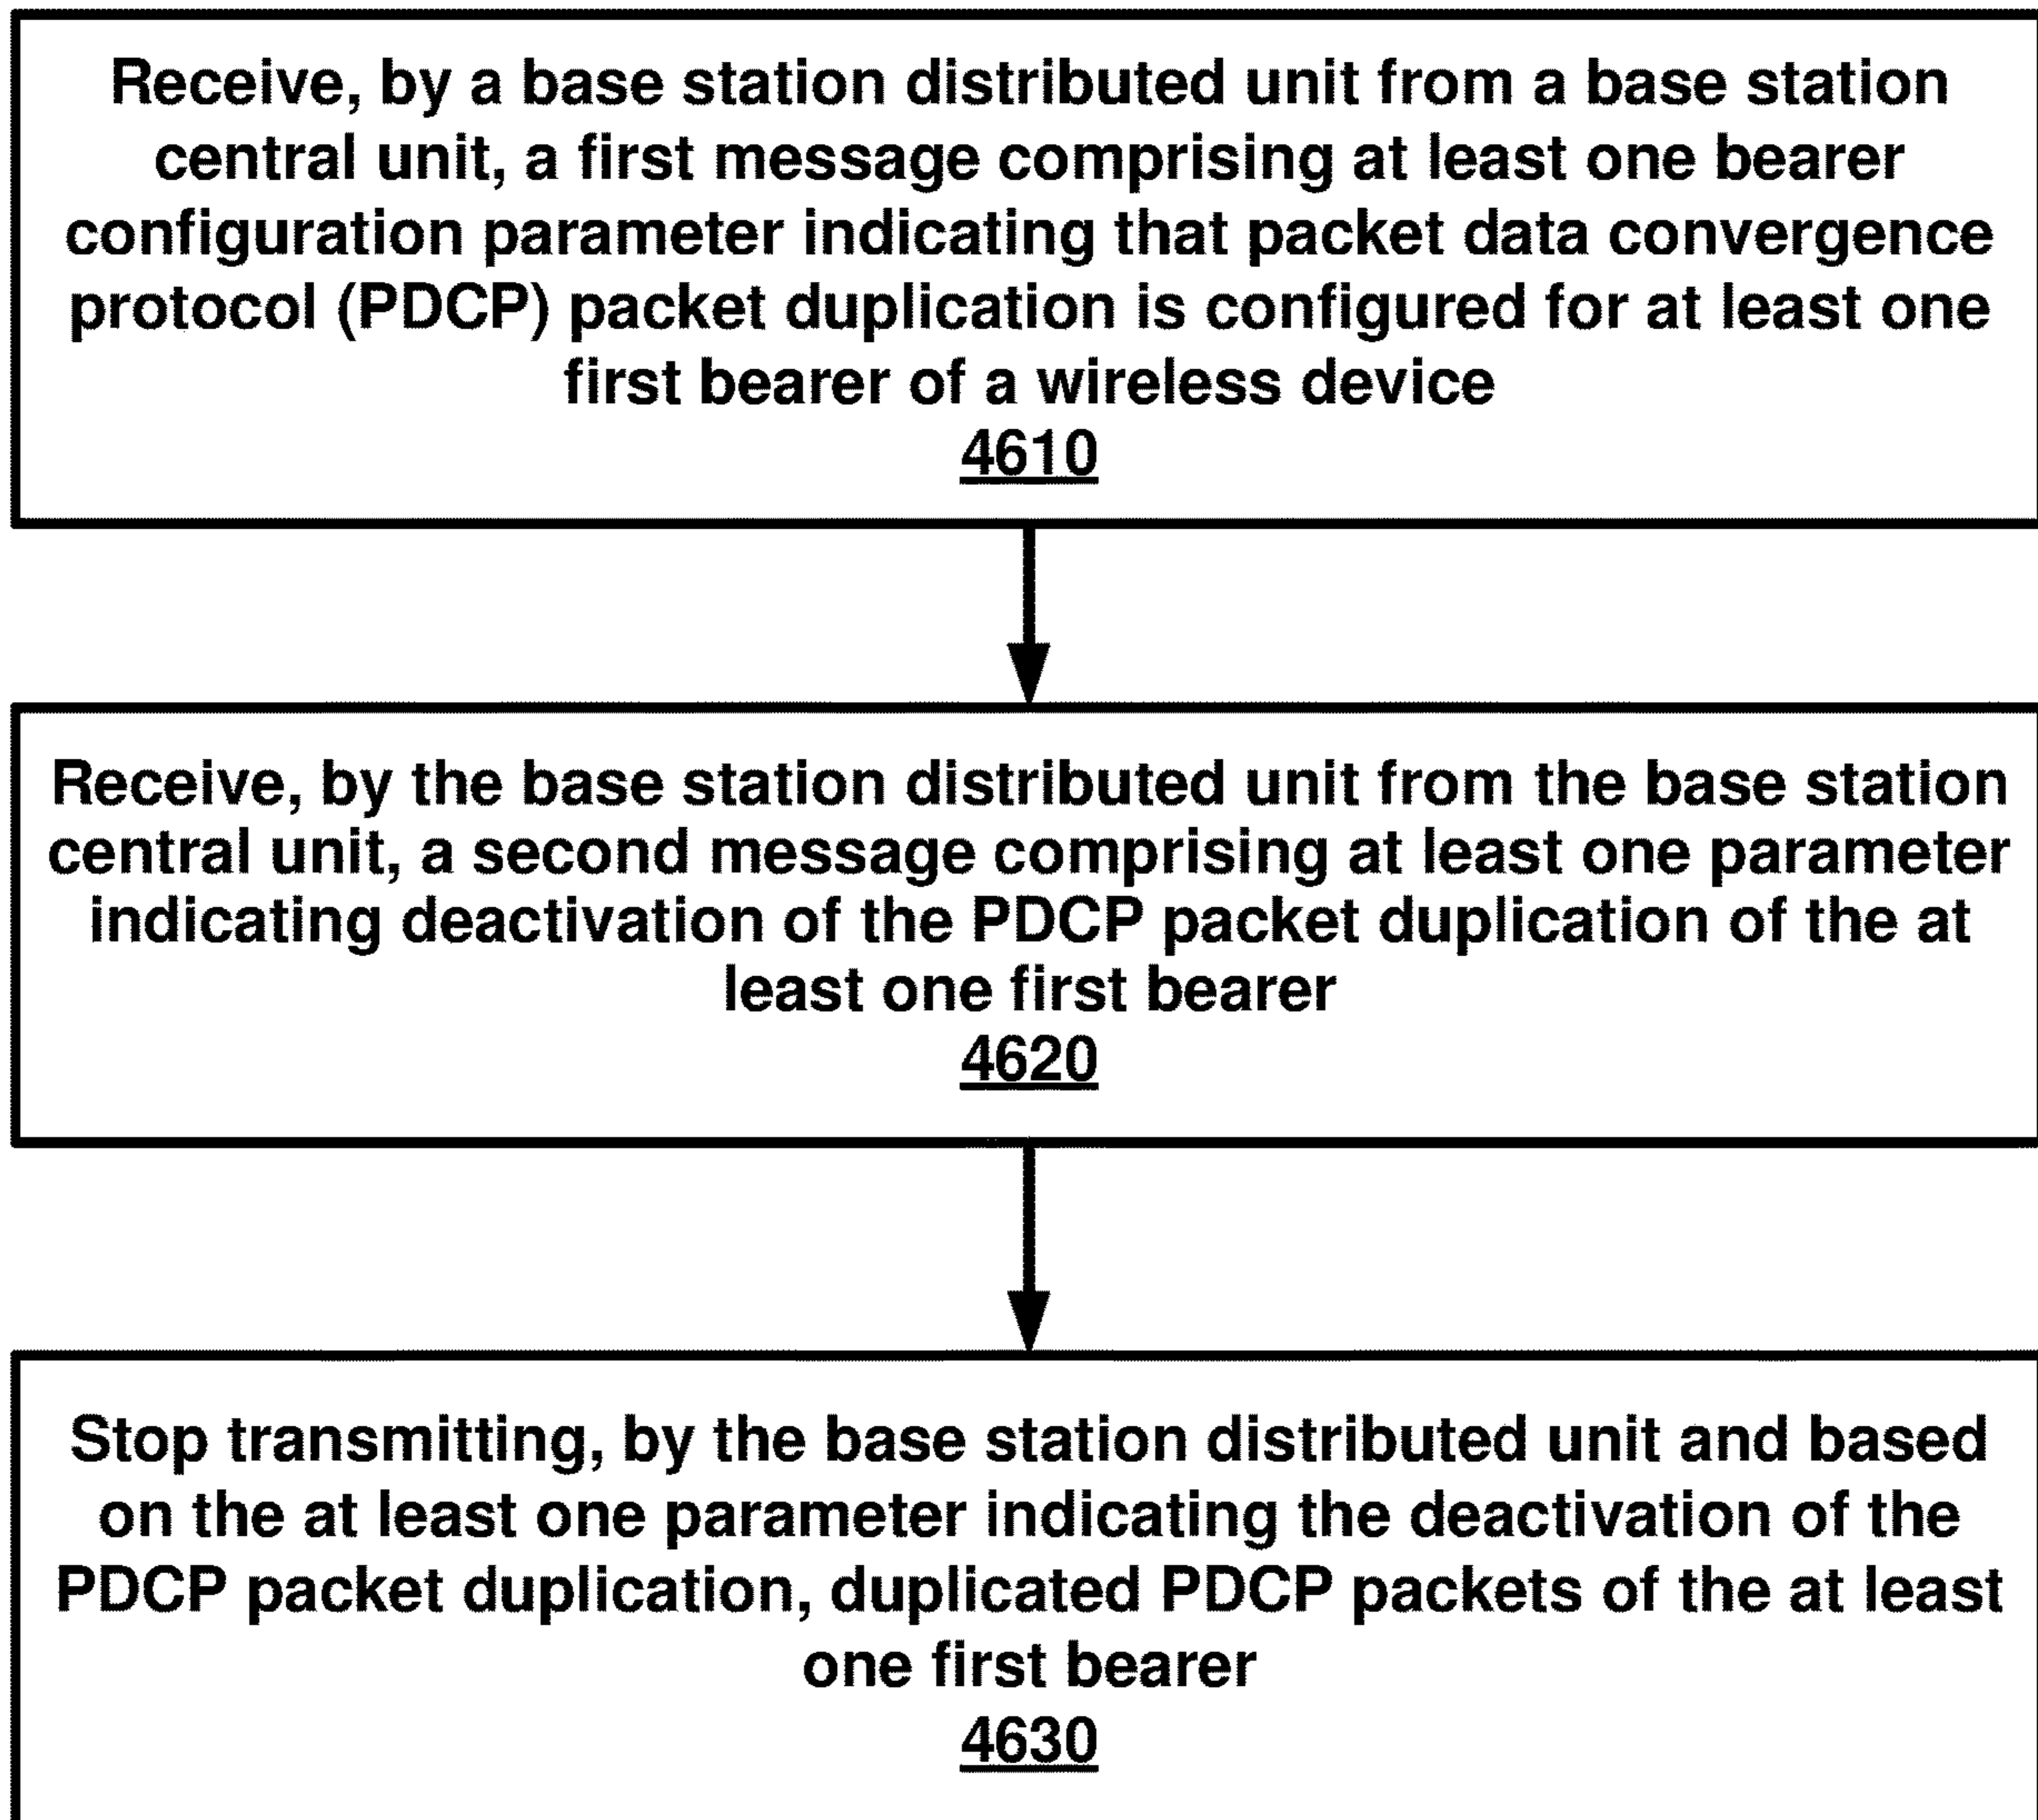 Receive, by a base station distributed unit from a base station
central unit, a first message comprising at least one bearer
configuration parameter indicating that packet data convergence
protocol (PDCP) packet duplication is configured for at least one
first bearer of a wireless device
4610
Receive, by the base station distributed unit from the base station
central unit, a second message comprising at least one parameter
indicating deactivation of the PDCP packet duplication of the at
least one first bearer
4620
Stop transmitting, by the base station distributed unit and based
on the at least one parameter indicating the deactivation of the
PDCP packet duplication, duplicated PDCP packets of the at least
one first bearer
4630